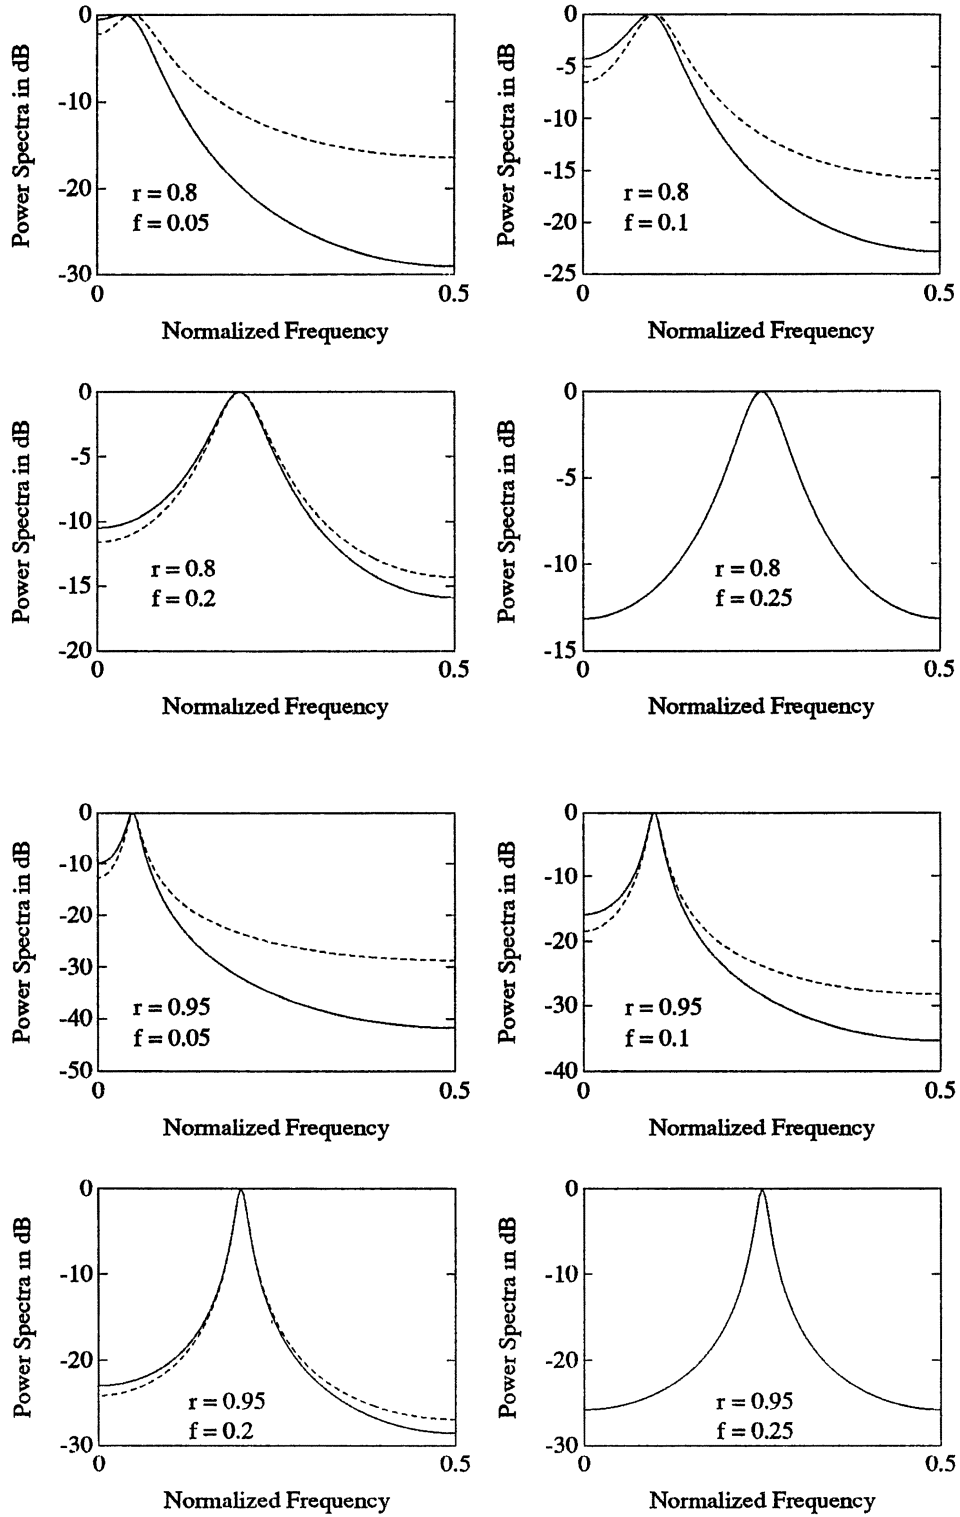 Power Spectra in dB
0
-10
-20
-30
r = 0.8
f = 0.05
0
0.5
Normalized Frequency
Power Spectra in dB
0
-5
-10
-15
-20
-25
r = 0.8
f = 0.1
0
0.5
Normalized Frequency
Power Spectra in dB
0
-5
-10
-15
-20
r = 0.8
f = 0.2
0
0.5
Normalized Frequency
Power Spectra in dB
0
-5
-10
-15
r = 0.8
f = 0.25
0
0.5
Normalized Frequency
Power Spectra in dB
0
-10
-20
-30
-40
-50
r = 0.95
f = 0.05
0
0.5
Normalized Frequency
Power Spectra in dB
0
-10
-20
-30
-40
r = 0.95
f = 0.1
0
0.5
Normalized Frequency
Power Spectra in dB
0
-10
-20
-30
r = 0.95
f = 0.2
0
0.5
Normalized Frequency
Power Spectra in dB
0
-10
-20
-30
r = 0.95
f = 0.25
0
0.5
Normalized Frequency